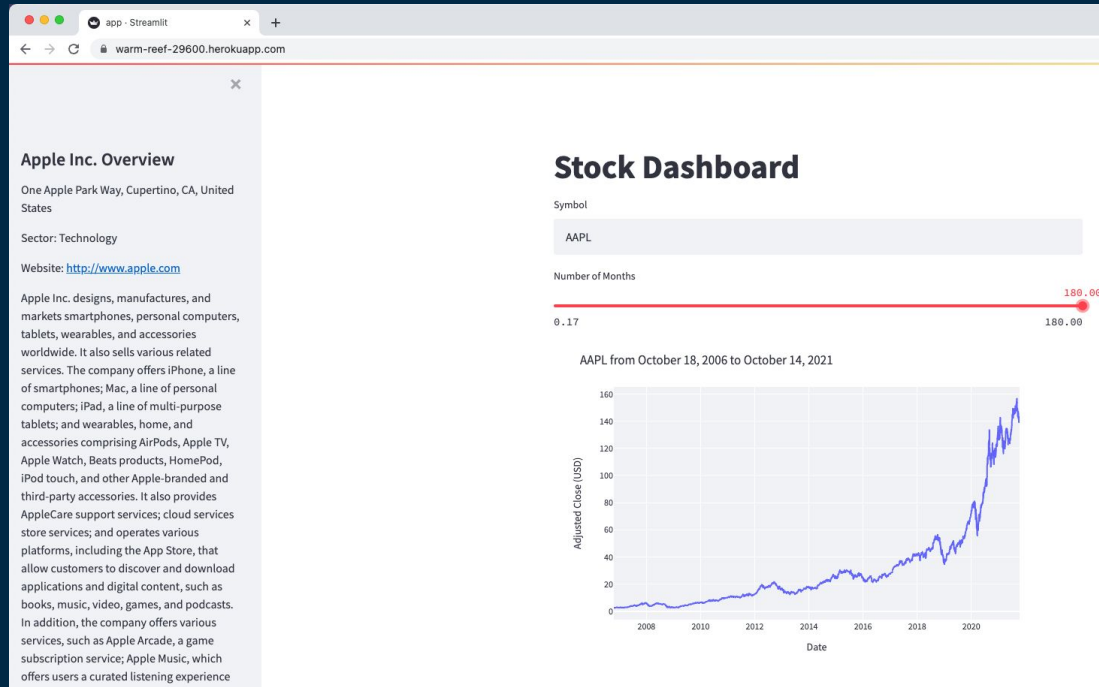 app · Streamlit
warm-reef-29600.herokuapp.com
Apple Inc. Overview
One Apple Park Way, Cupertino, CA, United
States
Sector: Technology
Website: http://www.apple.com
Apple Inc. designs, manufactures, and
markets smartphones, personal computers,
tablets, wearables, and accessories
worldwide. It also sells various related
services. The company offers iPhone, a line
of smartphones; Mac, a line of personal
computers; iPad, a line of multi-purpose
tablets; and wearables, home, and
accessories comprising AirPods, Apple TV,
Apple Watch, Beats products, HomePod,
iPod touch, and other Apple-branded and
third-party accessories. It also provides
AppleCare support services; cloud services
store services; and operates various
platforms, including the App Store, that
allow customers to discover and download
applications and digital content, such as
books, music, video, games, and podcasts.
In addition, the company offers various
services, such as Apple Arcade, a game
subscription service; Apple Music, which
offers users a curated listening experience
Stock Dashboard
Symbol
AAPL
Number of Months
180.00
0.17 180.00
AAPL from October 18, 2006 to October 14, 2021
Adjusted Close (USD)
160
140
120
100
80
60
40
20
0
2008 2010 2012 2014 2016 2018 2020
Date